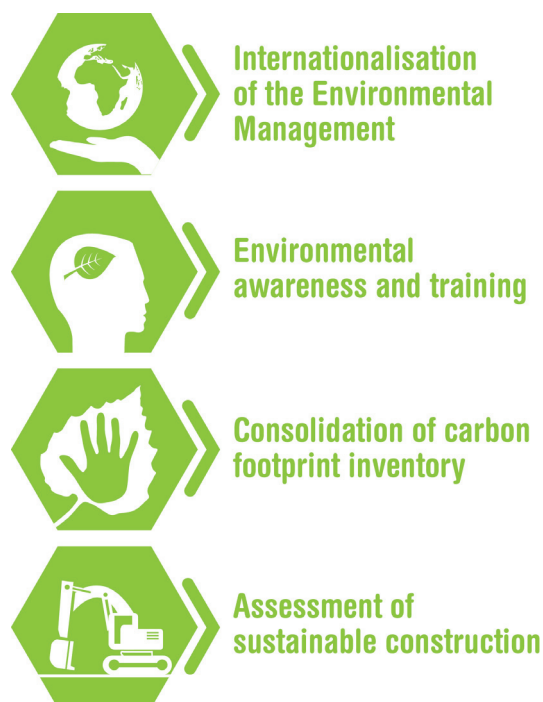 Internationalisation
of the Environmental
Management
Environmental
awareness and training
Consolidation of carbon
footprint inventory
Assessment of
sustainable construction